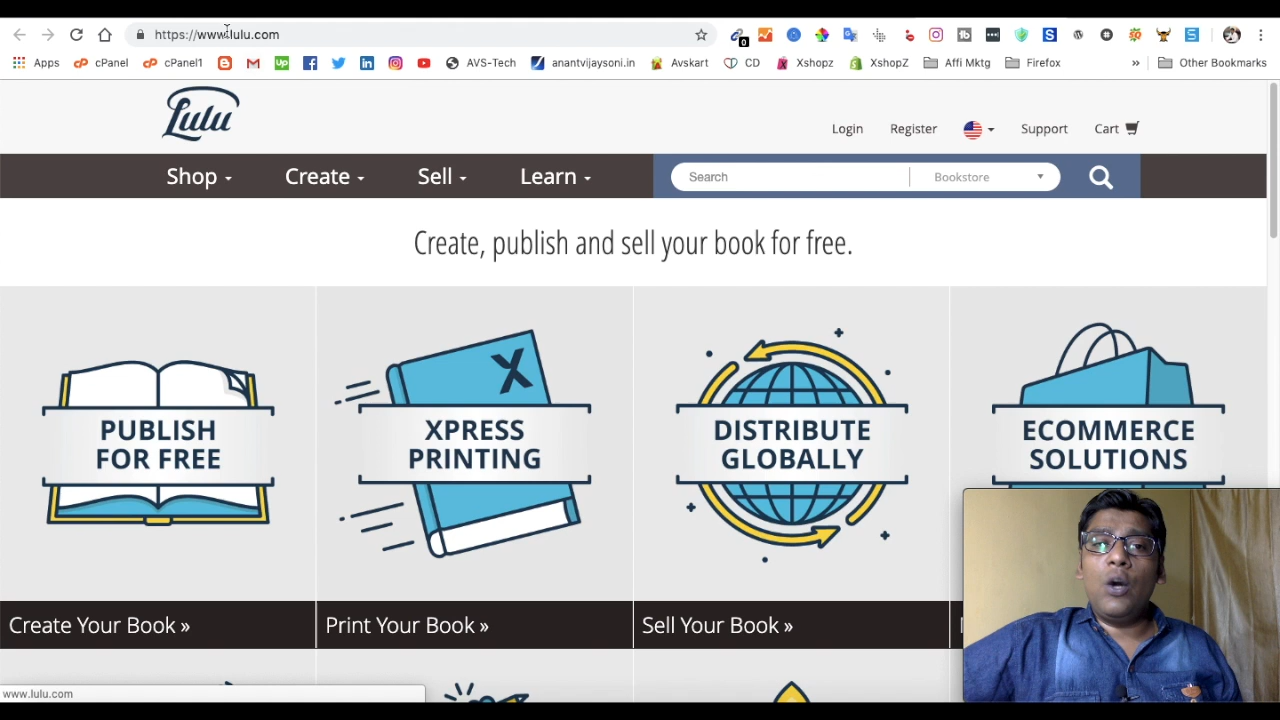 https://www.lulu.com
0
Apps cPanel cPanel1 AVS-Tech anantvijaysoni.in Avskart CD Xshopz XshopZ Affi Mktg Firefox » Other Bookmarks
Lulu
Login Register Support Cart
Shop Create Sell Learn Search Bookstore
Create, publish and sell your book for free.
PUBLISH
FOR FREE
X
XPRESS
PRINTING
DISTRIBUTE
GLOBALLY
ECOMMERCE
SOLUTIONS
Create Your Book »
Print Your Book »
Sell Your Book »
www.lulu.com